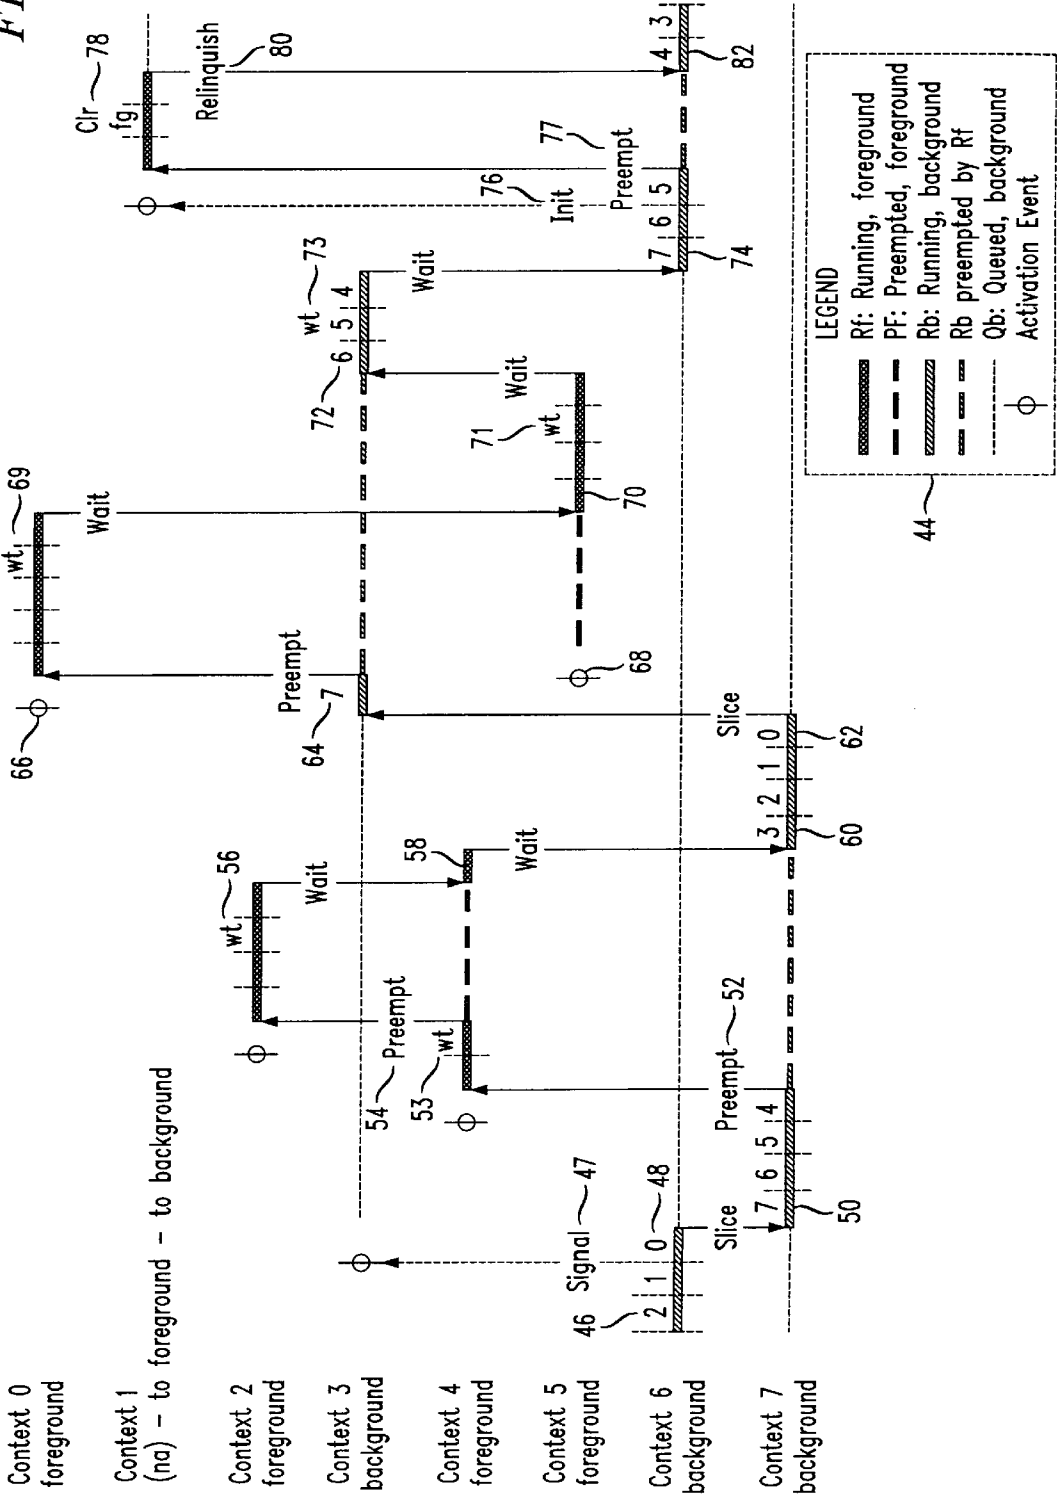 FI
Context 0
foreground
Context 1
(na) – to foreground – to background
Context 2
foreground
Context 3
background
Context 4
foreground
Context 5
foreground
Context 6
background
Context 7
background
66
wt
69
Wait
Clr
78
fg
Relinquish
80
wt
56
Wait
Preempt
64
7
72
6
5
4
wt
73
Wait
54
Preempt
53
wt
58
Wait
68
70
71
wt
Wait
76
Init
77
Preempt
Signal
47
46
2
1
0
48
Slice
7
6
5
74
4
3
82
Preempt
52
7
6
5
4
50
3
2
1
0
60
62
Slice
44
LEGEND
Rf: Running, foreground
PF: Preempted, foreground
Rb: Running, background
Rb preempted by Rf
Qb: Queued, background
Activation Event